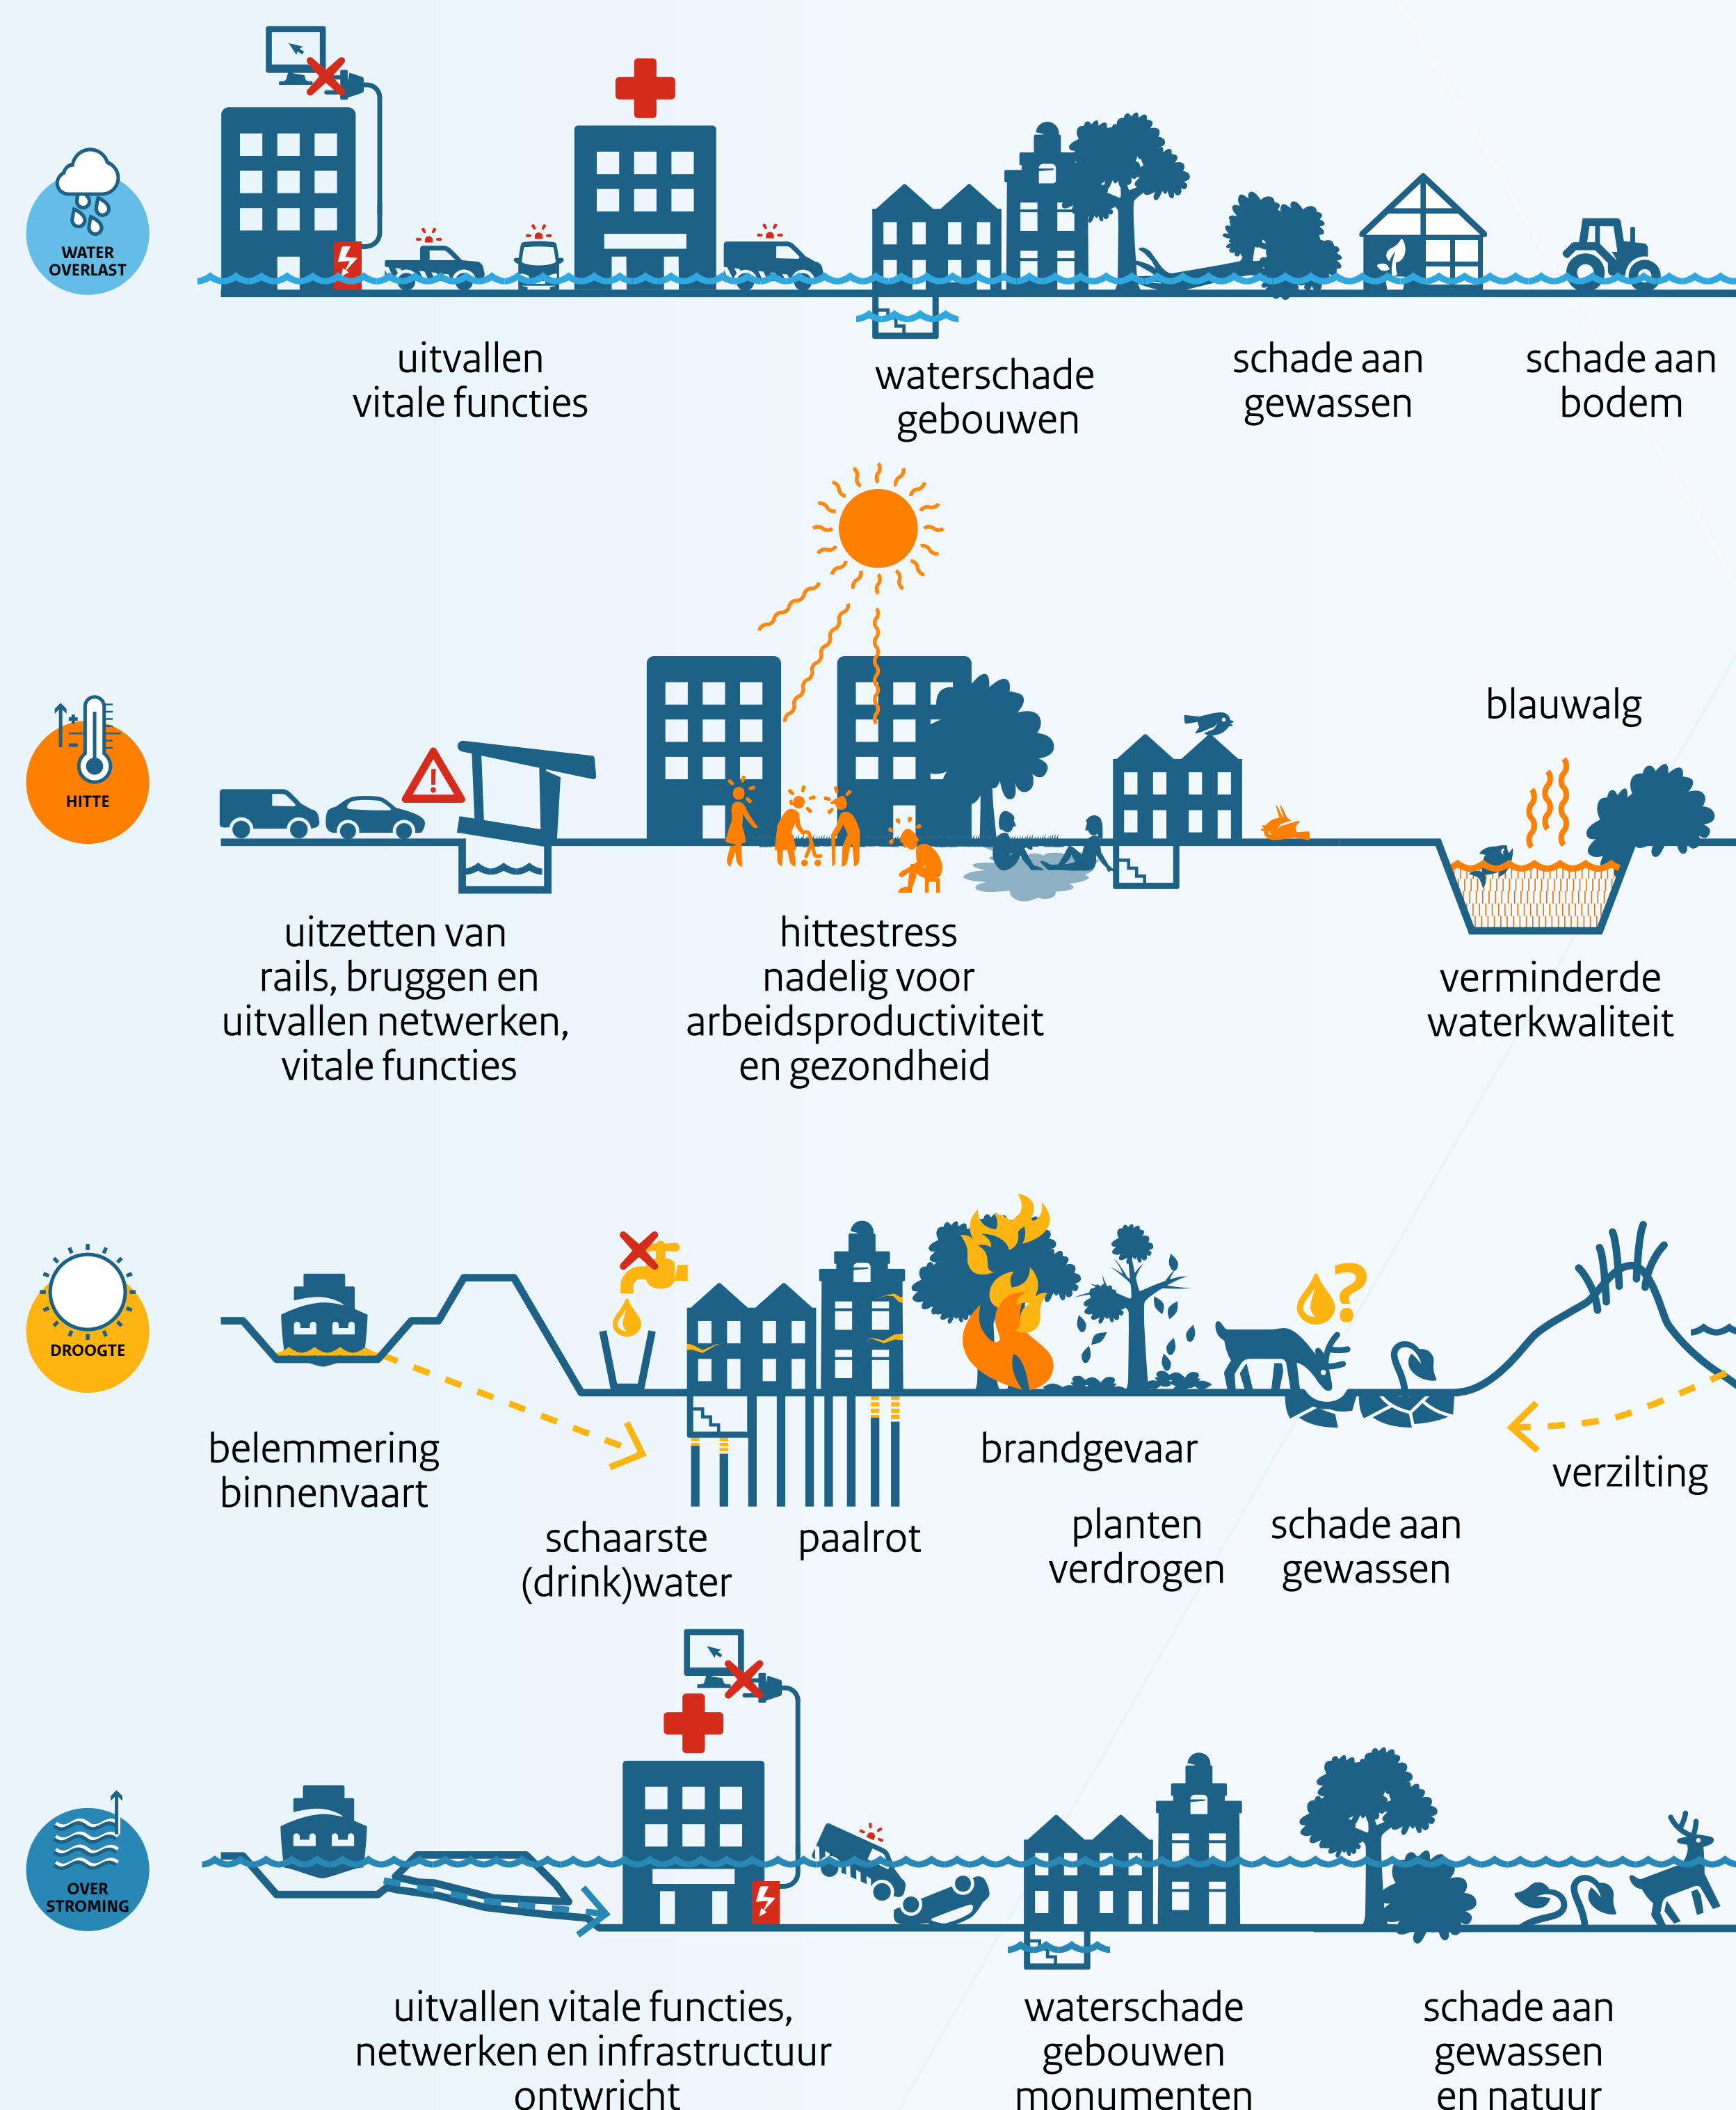 WATER
OVERLAST
uitvallen
vitale functies
waterschade
gebouwen
schade aan
gewassen
schade aan
bodem
HITTE
blauwalg
uitzetten van
rails, bruggen en
uitvallen netwerken,
vitale functies
hittestress
nadelig voor
arbeidsproductiviteit
en gezondheid
verminderde
waterkwaliteit
DROOGTE
?
belemmering
binnenvaart
schaarste
(drink)water
paalrot
brandgevaar
planten
verdrogen
schade aan
gewassen
verzilting
OVER
STROMING
uitvallen vitale functies,
netwerken en infrastructuur
ontwricht
waterschade
gebouwen
monumenten
schade aan
gewassen
en natuur